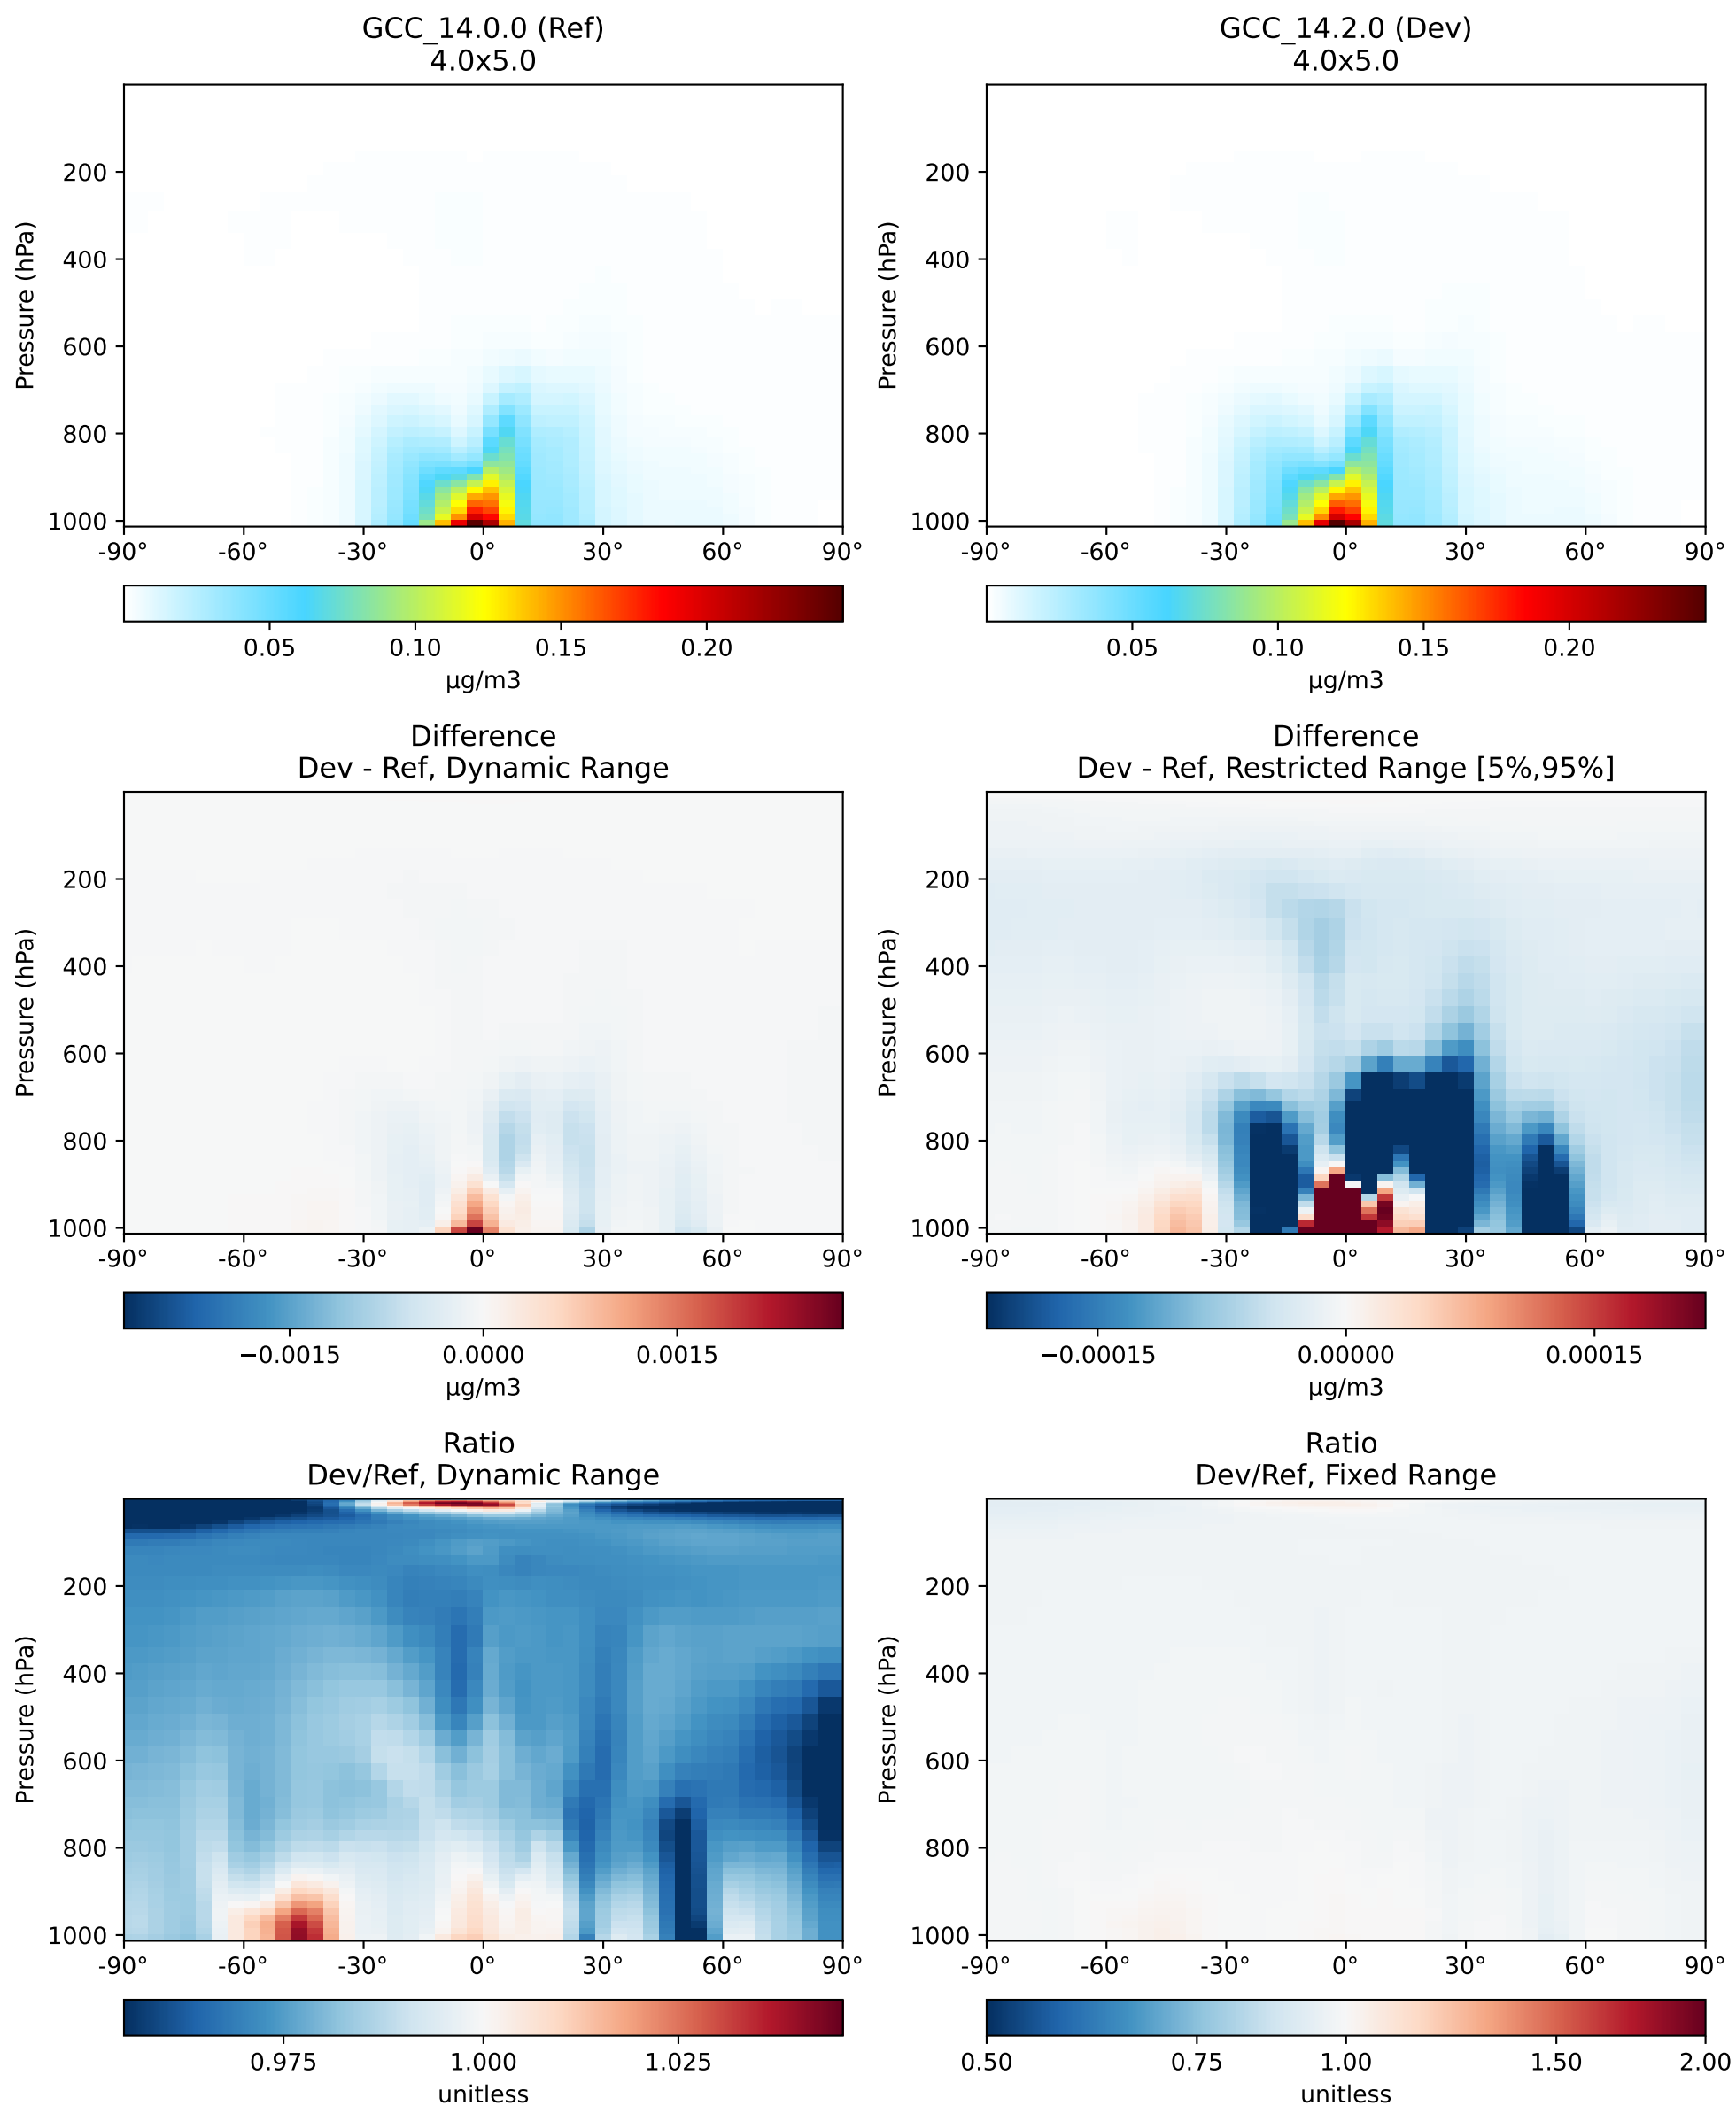 GCC_14.0.0 (Ref)
4.0x5.0
Pressure (hPa)
200
400
600
800
1000
-90° -60° -30° 0° 30° 60° 90°
0.05 0.10 0.15 0.20
µg/m3
GCC_14.2.0 (Dev)
4.0x5.0
Pressure (hPa)
200
400
600
800
1000
-90° -60° -30° 0° 30° 60° 90°
0.05 0.10 0.15 0.20
µg/m3
Difference
Dev - Ref, Dynamic Range
Pressure (hPa)
200
400
600
800
1000
-90° -60° -30° 0° 30° 60° 90°
−0.0015 0.0000 0.0015
µg/m3
Difference
Dev - Ref, Restricted Range [5%,95%]
Pressure (hPa)
200
400
600
800
1000
-90° -60° -30° 0° 30° 60° 90°
−0.00015 0.00000 0.00015
µg/m3
Ratio
Dev/Ref, Dynamic Range
Pressure (hPa)
200
400
600
800
1000
-90° -60° -30° 0° 30° 60° 90°
0.975 1.000 1.025
unitless
Ratio
Dev/Ref, Fixed Range
Pressure (hPa)
200
400
600
800
1000
-90° -60° -30° 0° 30° 60° 90°
0.50 0.75 1.00 1.50 2.00
unitless